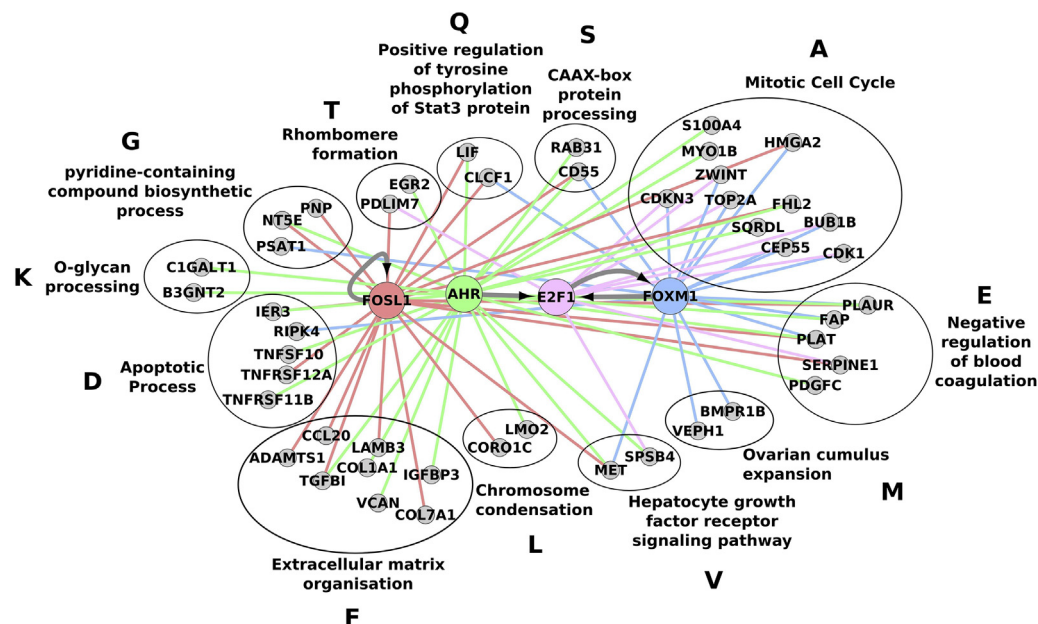 Q
Positive regulation
of tyrosine
phosphorylation
of Stat3 protein
S
CAAX-box
protein
processing
A
Mitotic Cell Cycle
T
Rhombomere
formation
G
pyridine-containing
compound biosynthetic
process
K
O-glycan
processing
LIF
CLCF1
RAB31
CD55
S100A4
HMGA2
MYO1B
ZWINT
CDKN3
TOP2A
FHL2
SQRDL
BUB1B
CEP55
CDK1
EGR2
PDLIM7
PNP
NT5E
PSAT1
C1GALT1
B3GNT2
FOSL1
AHR
E2F1
FOXM1
D
Apoptotic
Process
IER3
RIPK4
TNFSF10
TNFRSF12A
TNFRSF11B
E
Negative
regulation
of blood
coagulation
PLAUR
FAP
PLAT
SERPINE1
PDGFC
CCL20
ADAMTS1
LAMB3
COL1A1
TGFBI
IGFBP3
VCAN
COL7A1
Extracellular matrix
organisation
F
LMO2
CORO1C
Chromosome
condensation
L
SPSB4
MET
Hepatocyte growth
factor receptor
signaling pathway
V
BMPR1B
VEPH1
Ovarian cumulus
expansion
M